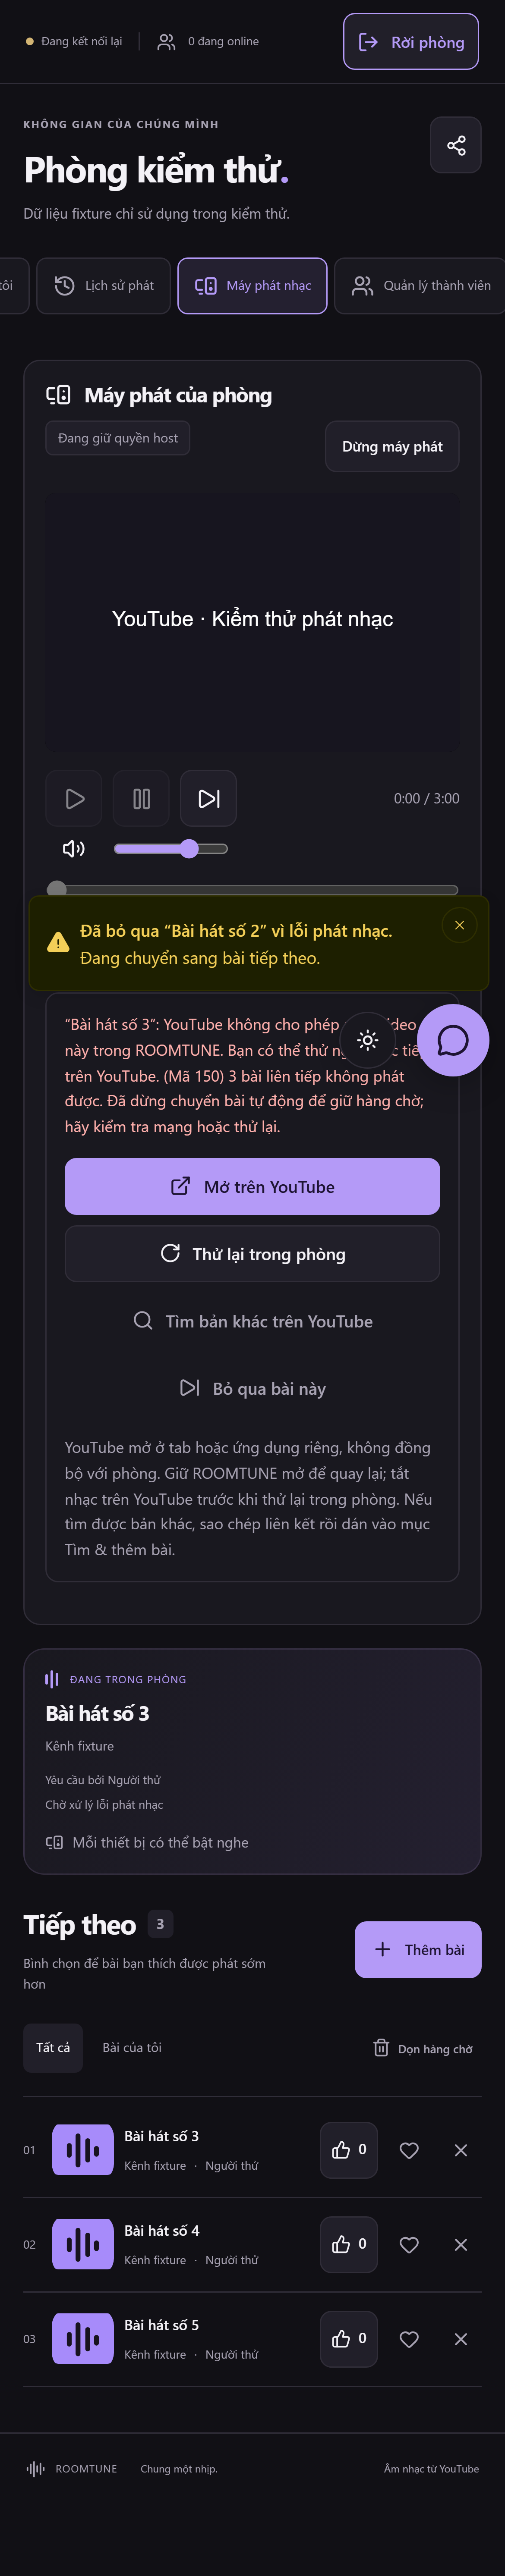 Đang kết nối lại
0 đang online
Rời phòng
KHÔNG GIAN CỦA CHÚNG MÌNH
Phòng kiểm thử.
Dữ liệu fixture chỉ sử dụng trong kiểm thử.
tôi
Lịch sử phát
Máy phát nhạc
Quản lý thành viên
Máy phát của phòng
Đang giữ quyền host
Dừng máy phát
YouTube · Kiểm thử phát nhạc
0:00 / 3:00
Đã bỏ qua “Bài hát số 2” vì lỗi phát nhạc.
Đang chuyển sang bài tiếp theo.
“Bài hát số 3”: YouTube không cho phép
này trong ROOMTUNE. Bạn có thể thử
trên YouTube. (Mã 150) 3 bài liên tiếp không phát
được. Đã dừng chuyển bài tự động để giữ hàng chờ;
hãy kiểm tra mạng hoặc thử lại.
Mở trên YouTube
Thử lại trong phòng
Tìm bản khác trên YouTube
Bỏ qua bài này
YouTube mở ở tab hoặc ứng dụng riêng, không đồng
bộ với phòng. Giữ ROOMTUNE mở để quay lại; tắt
nhạc trên YouTube trước khi thử lại trong phòng. Nếu
tìm được bản khác, sao chép liên kết rồi dán vào mục
Tìm & thêm bài.
ĐANG TRONG PHÒNG
Bài hát số 3
Kênh fixture
Yêu cầu bởi Người thử
Chờ xử lý lỗi phát nhạc
Mỗi thiết bị có thể bật nghe
Tiếp theo 3
Bình chọn để bài bạn thích được phát sớm
hơn
Thêm bài
Tất cả
Bài của tôi
Dọn hàng chờ
01
Bài hát số 3
Kênh fixture · Người thử
0
02
Bài hát số 4
Kênh fixture · Người thử
0
03
Bài hát số 5
Kênh fixture · Người thử
0
ROOMTUNE
Chung một nhịp.
Âm nhạc từ YouTube